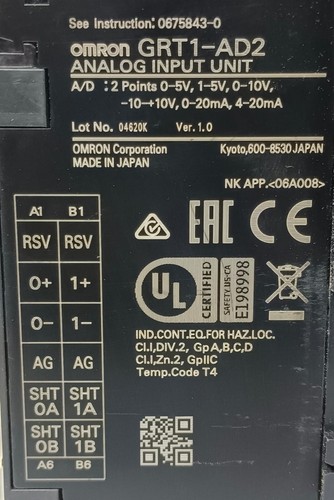 See Instruction: 0675843-0
OMRON GRT1-AD2
ANALOG INPUT UNIT
A/D : 2 Points 0-5V, 1-5V, 0-10V,
-10-+10V, 0-20mA, 4-20mA
Lot No. 04620K Ver. 1.0
OMRON Corporation Kyoto,600-8530 JAPAN
MADE IN JAPAN
NK APP.<06A008>
A1 B1
RSV RSV
0+ 1+
0- 1-
AG AG
SHT 0A SHT 1A
SHT 0B SHT 1B
A6 B6
EAC CE
UL CERTIFIED SAFETY US-CA E198998
IND.CONT.EQ.FOR HAZ.LOC.
Cl.I,DIV.2, GpA,B,C,D
Cl.I,Zn.2, GpIIC
Temp.Code T4